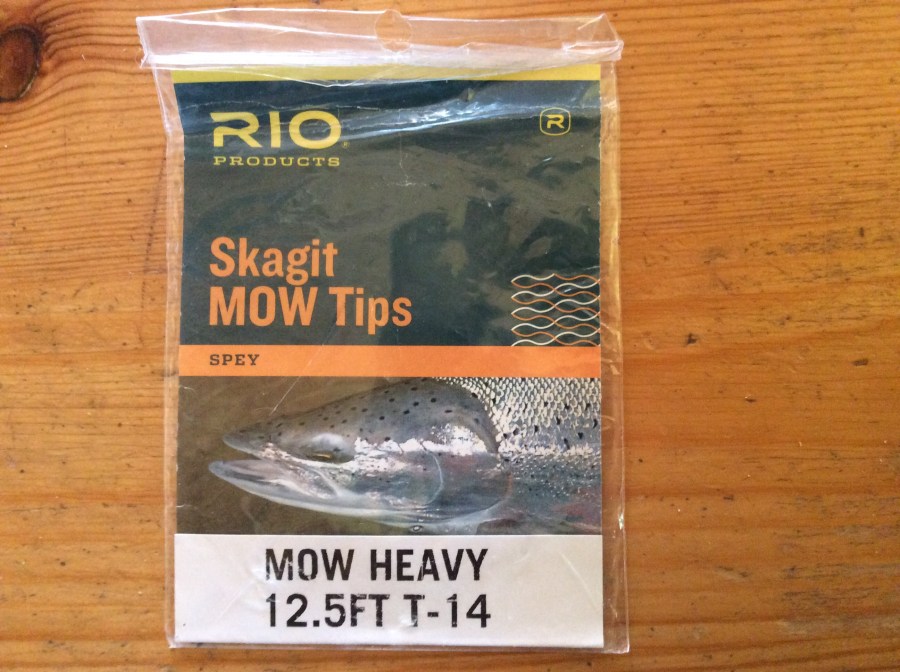 RIO
PRODUCTS
R
Skagit
MOW Tips
SPEY
MOW HEAVY
12.5FT T-14